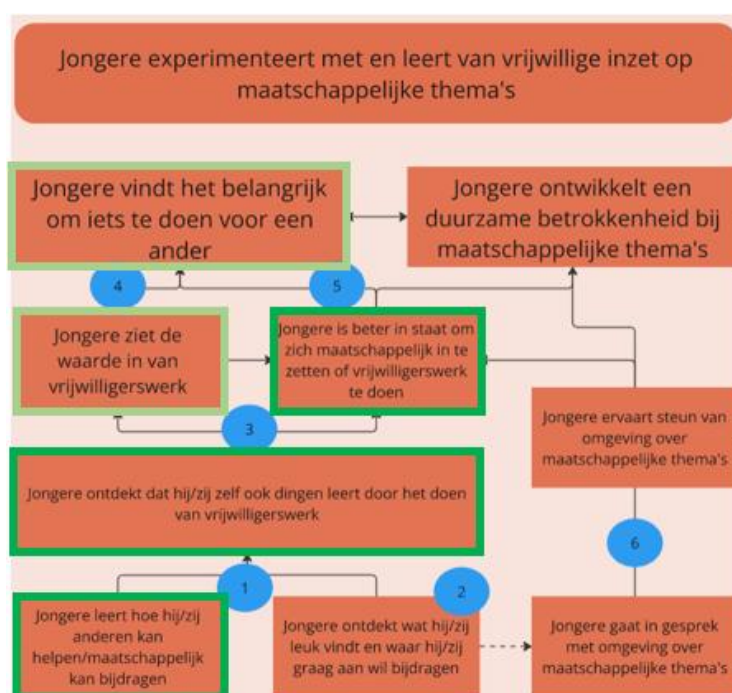 Jongere experimenteert met en leert van vrijwillige inzet op
maatschappelijke thema's
Jongere vindt het belangrijk
om iets te doen voor een
ander
Jongere ontwikkelt een
duurzame betrokkenheid bij
maatschappelijke thema's
4
5
Jongere ziet de
waarde in van
vrijwilligerswerk
Jongere is beter in staat om
zich maatschappelijk in te
zetten of vrijwilligerswerk
te doen
Jongere ervaart steun van
omgeving over
maatschappelijke thema's
3
Jongere ontdekt dat hij/zij zelf ook dingen leert door het doen
van vrijwilligerswerk
6
1
2
Jongere leert hoe hij/zij
anderen kan
helpen/maatschappelijk
kan bijdragen
Jongere ontdekt wat hij/zij
leuk vindt en waar hij/zij
graag aan wil bijdragen
Jongere gaat in gesprek
met omgeving over
maatschappelijke thema's